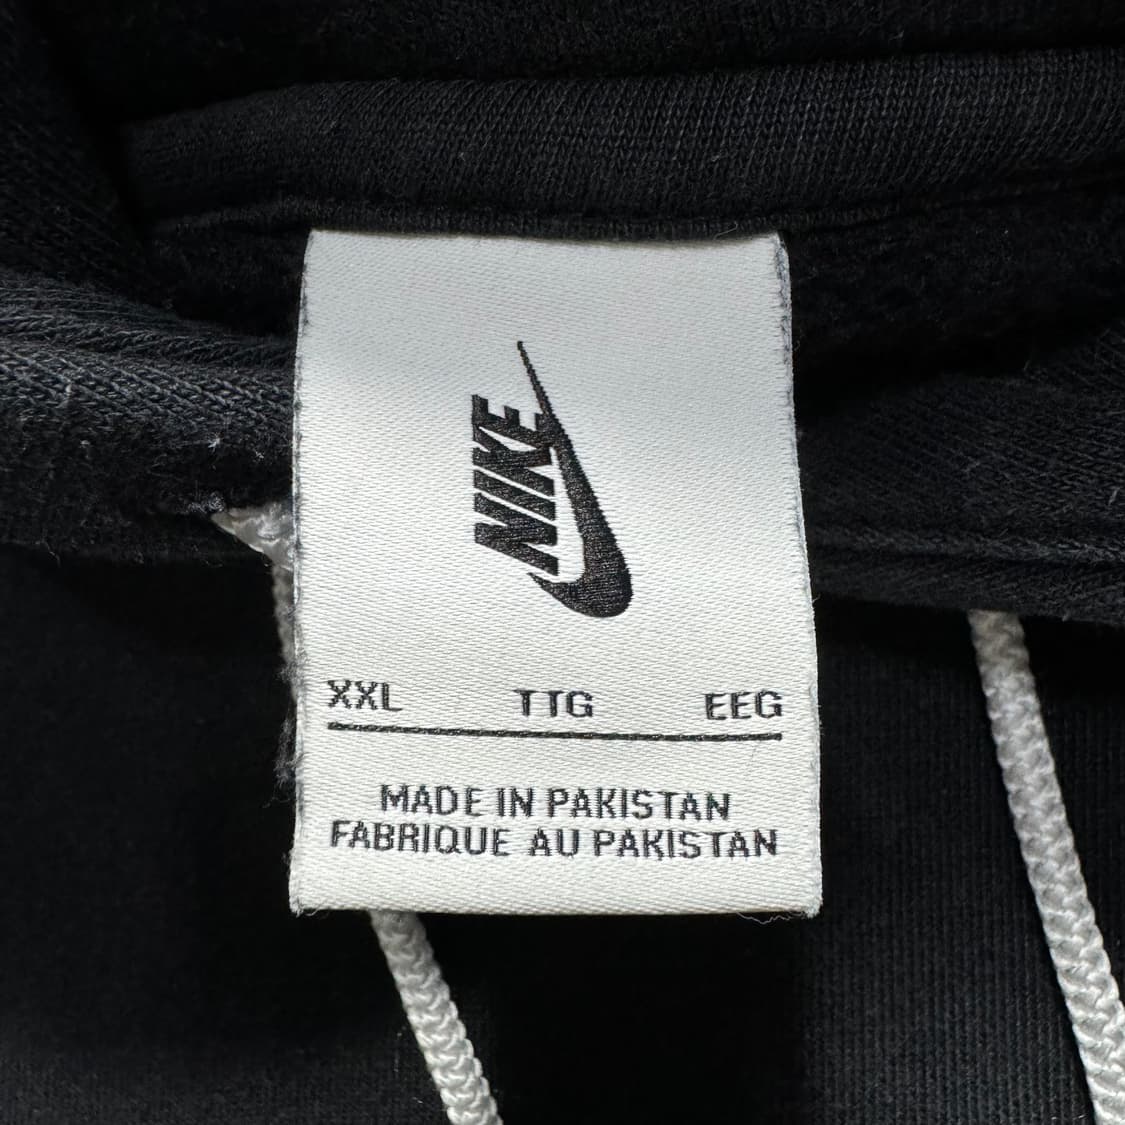 NIKE
XXL TTG EEG
MADE IN PAKISTAN
FABRIQUE AU PAKISTAN